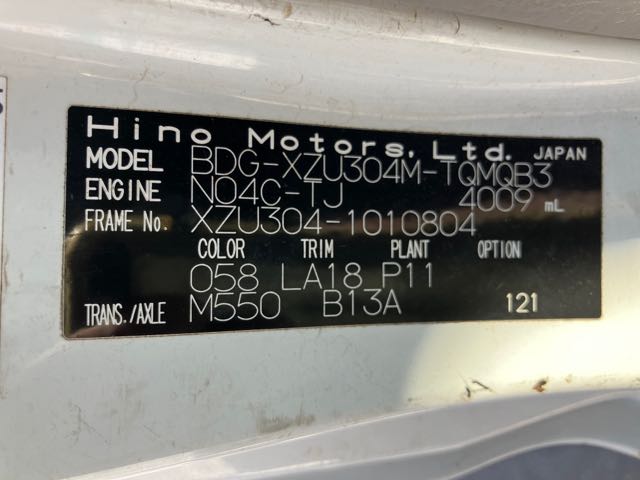 Hino Motors, Ltd. JAPAN
MODEL BDG-XZU304M-TQMQB3
ENGINE N04C-TJ 4009 mL
FRAME No. XZU304-1010804
COLOR TRIM PLANT OPTION
058 LA18 P11
TRANS./AXLE M550 B13A 121